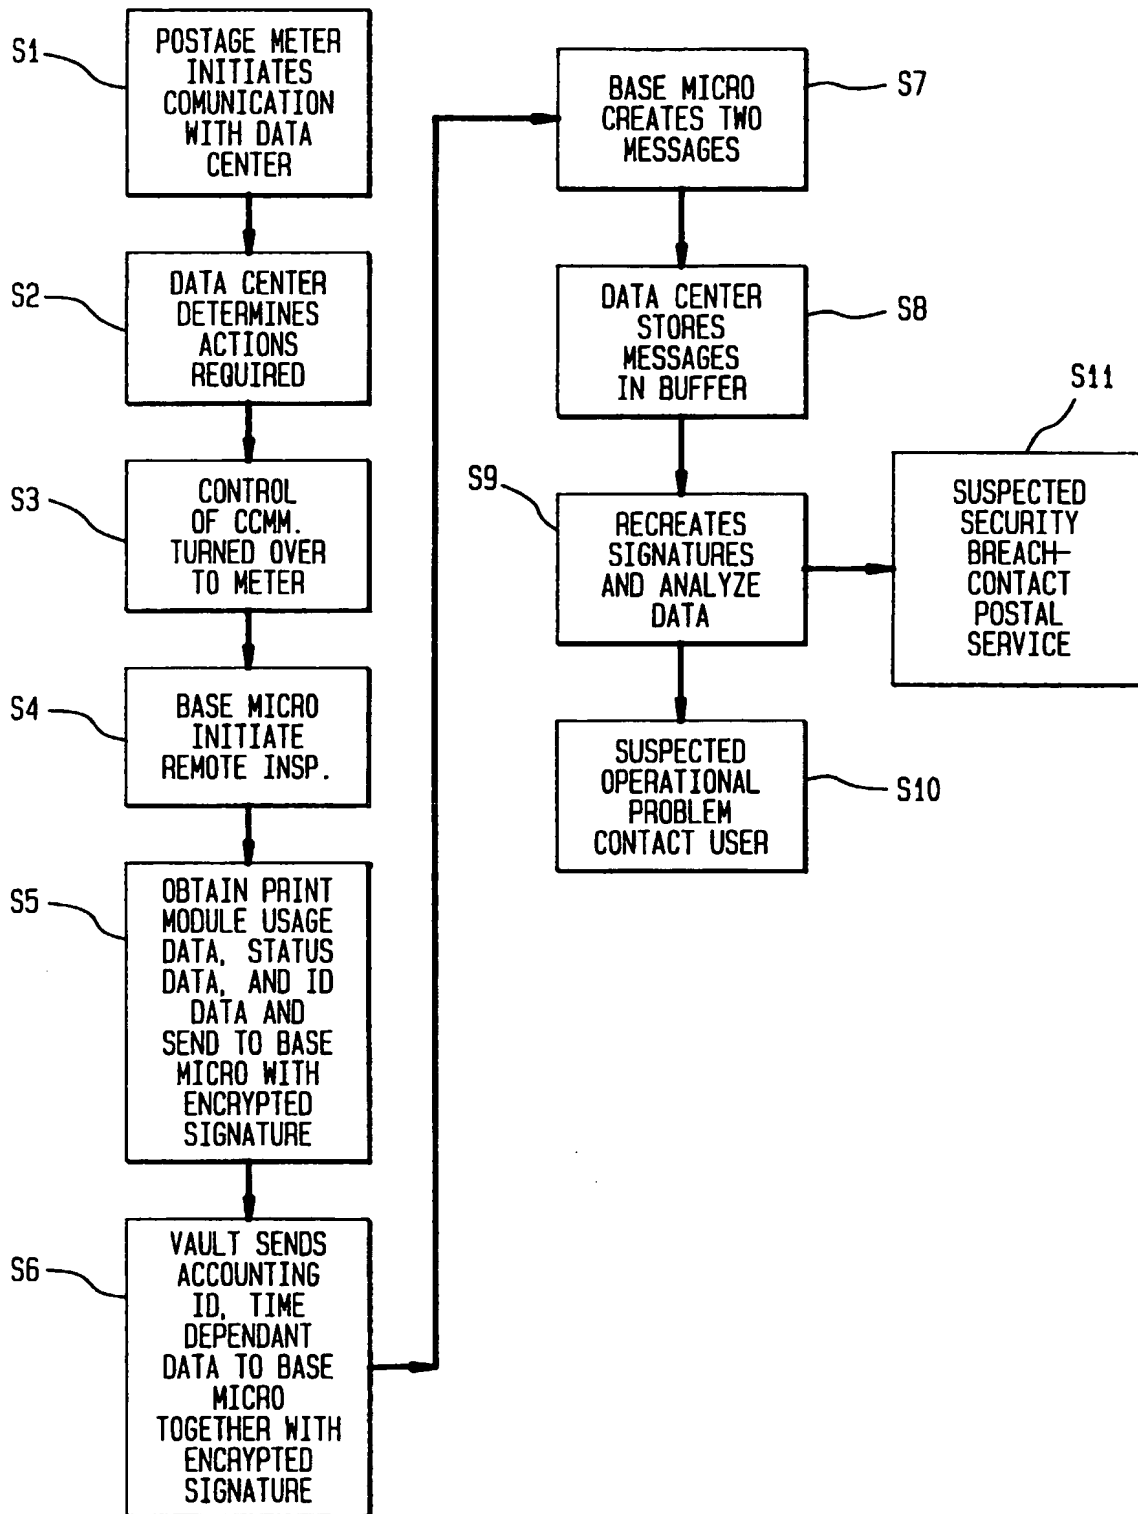 S1
POSTAGE METER
INITIATES
COMUNICATION
WITH DATA
CENTER
S2
DATA CENTER
DETERMINES
ACTIONS
REQUIRED
S3
CONTROL
OF CCMM.
TURNED OVER
TO METER
S4
BASE MICRO
INITIATE
REMOTE INSP.
S5
OBTAIN PRINT
MODULE USAGE
DATA, STATUS
DATA, AND ID
DATA AND
SEND TO BASE
MICRO WITH
ENCRYPTED
SIGNATURE
S6
VAULT SENDS
ACCOUNTING
ID, TIME
DEPENDANT
DATA TO BASE
MICRO
TOGETHER WITH
ENCRYPTED
SIGNATURE
S7
BASE MICRO
CREATES TWO
MESSAGES
S8
DATA CENTER
STORES
MESSAGES
IN BUFFER
S9
RECREATES
SIGNATURES
AND ANALYZE
DATA
S10
SUSPECTED
OPERATIONAL
PROBLEM
CONTACT USER
S11
SUSPECTED
SECURITY
BREACH—
CONTACT
POSTAL
SERVICE